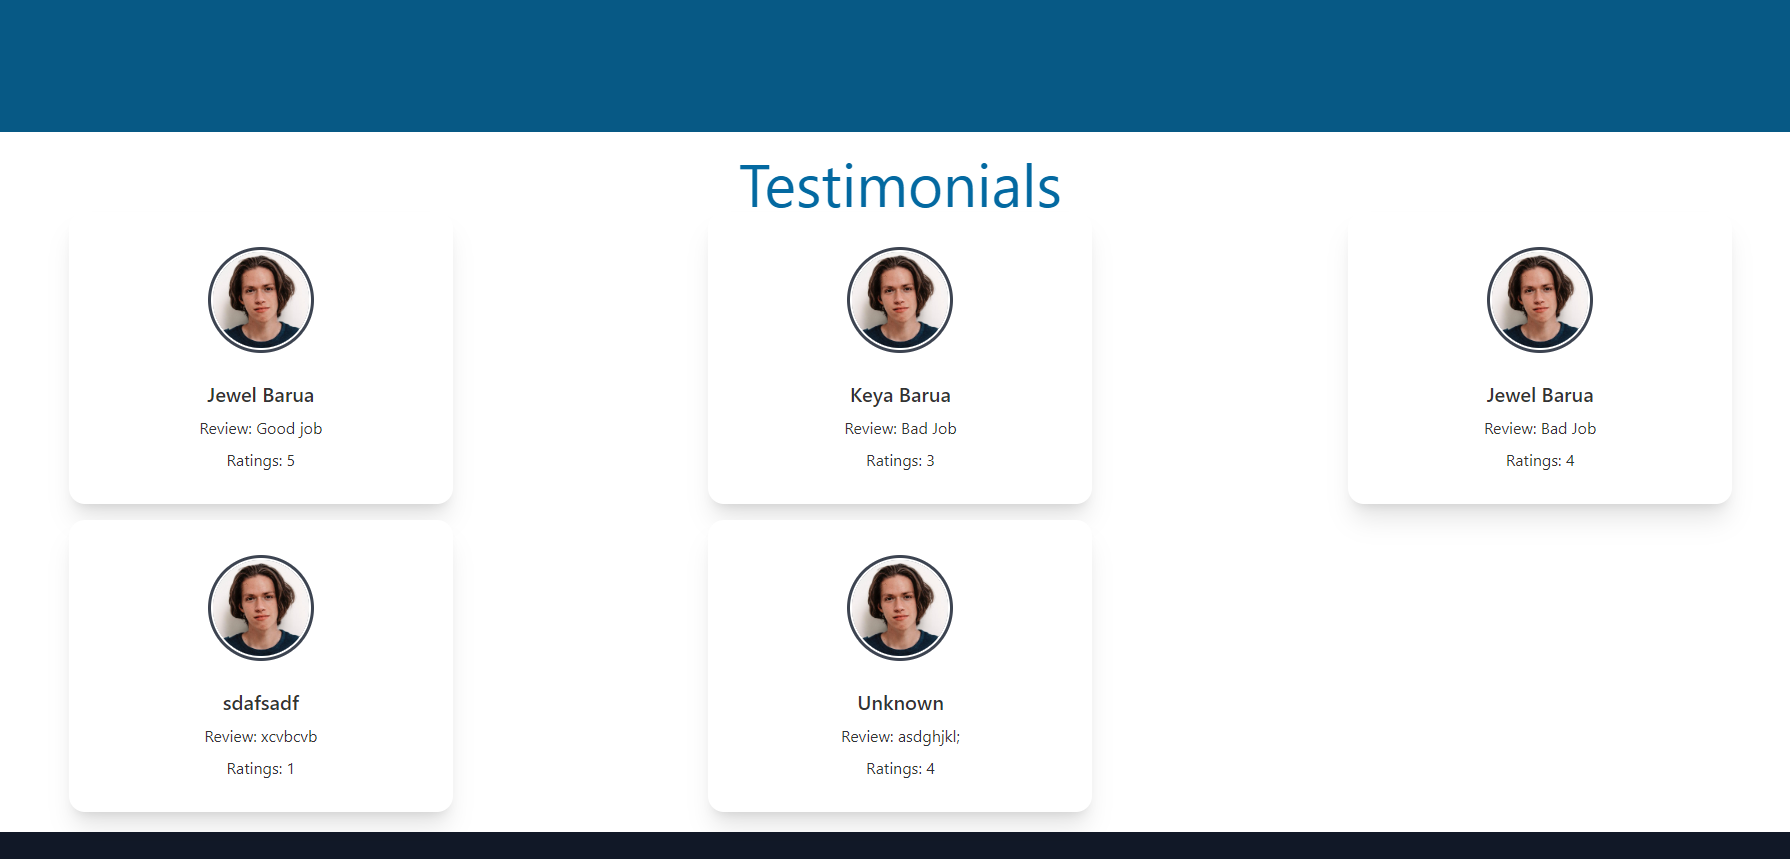 Testimonials
Jewel Barua
Review: Good job
Ratings: 5
Keya Barua
Review: Bad Job
Ratings: 3
Jewel Barua
Review: Bad Job
Ratings: 4
sdafsadf
Review: xcvbcvb
Ratings: 1
Unknown
Review: asdghjkl;
Ratings: 4